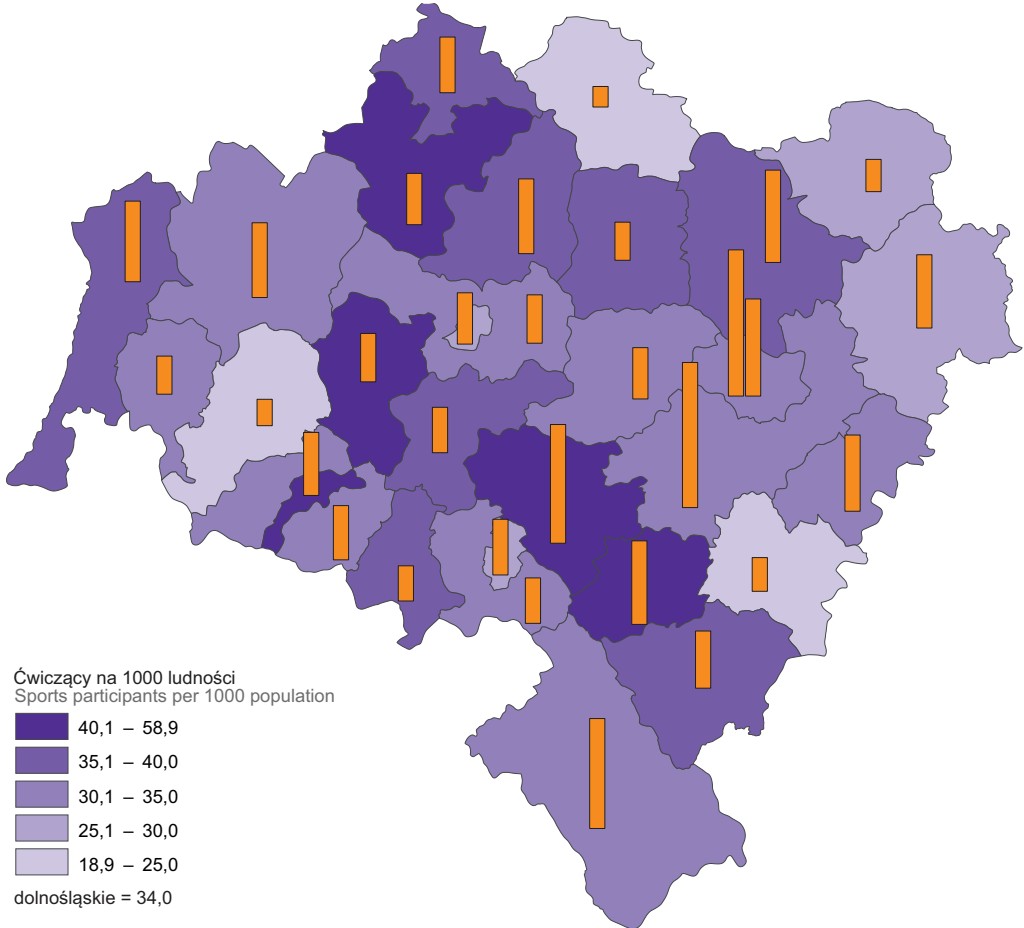 Ćwiczący na 1000 ludności
Sports participants per 1000 population
40,1 – 58,9
35,1 – 40,0
30,1 – 35,0
25,1 – 30,0
18,9 – 25,0
dolnośląskie = 34,0